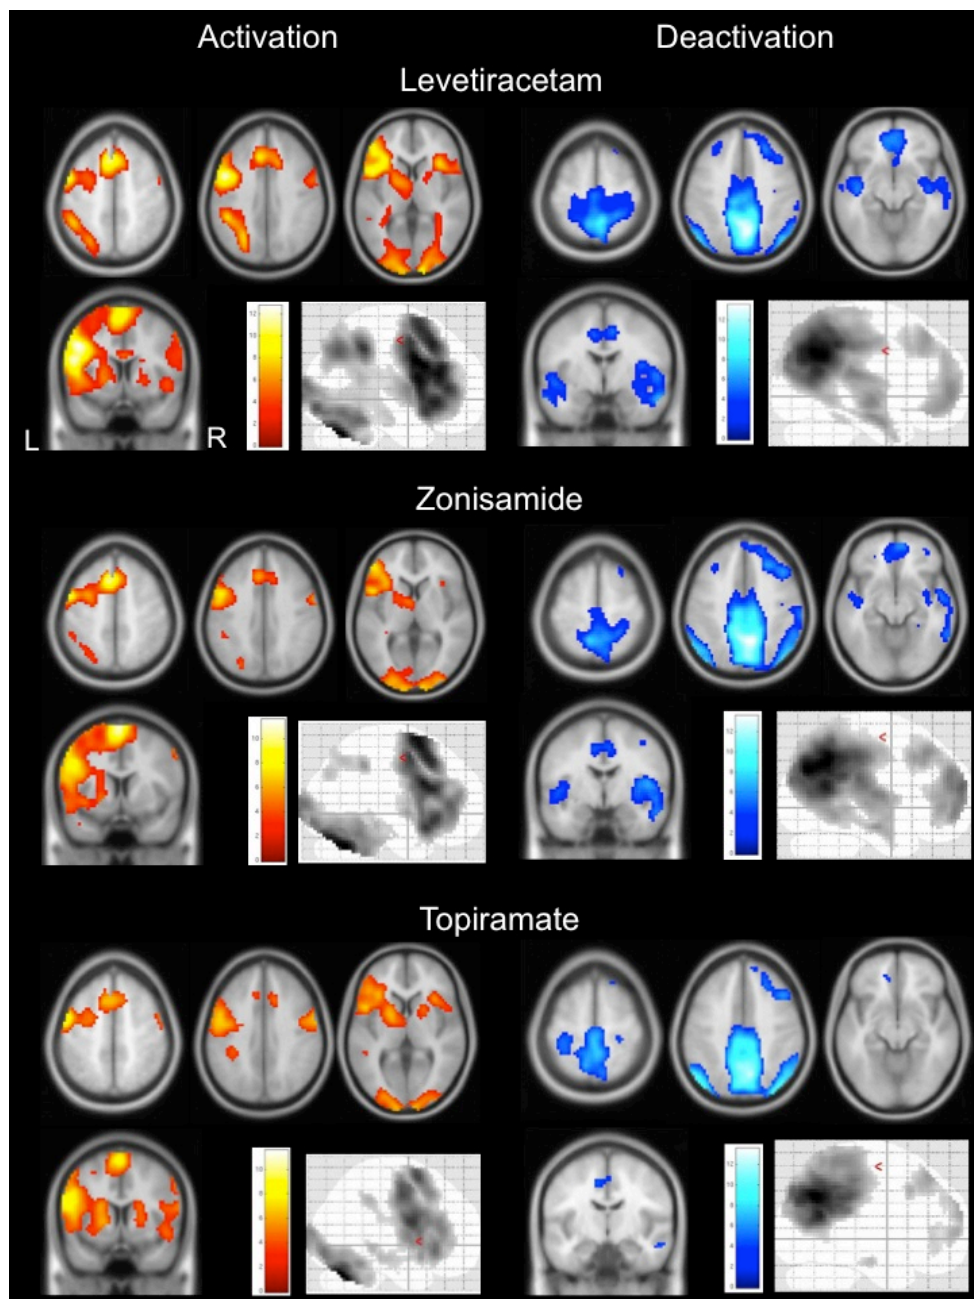 Activation Deactivation
Levetiracetam
L R
Zonisamide
Topiramate